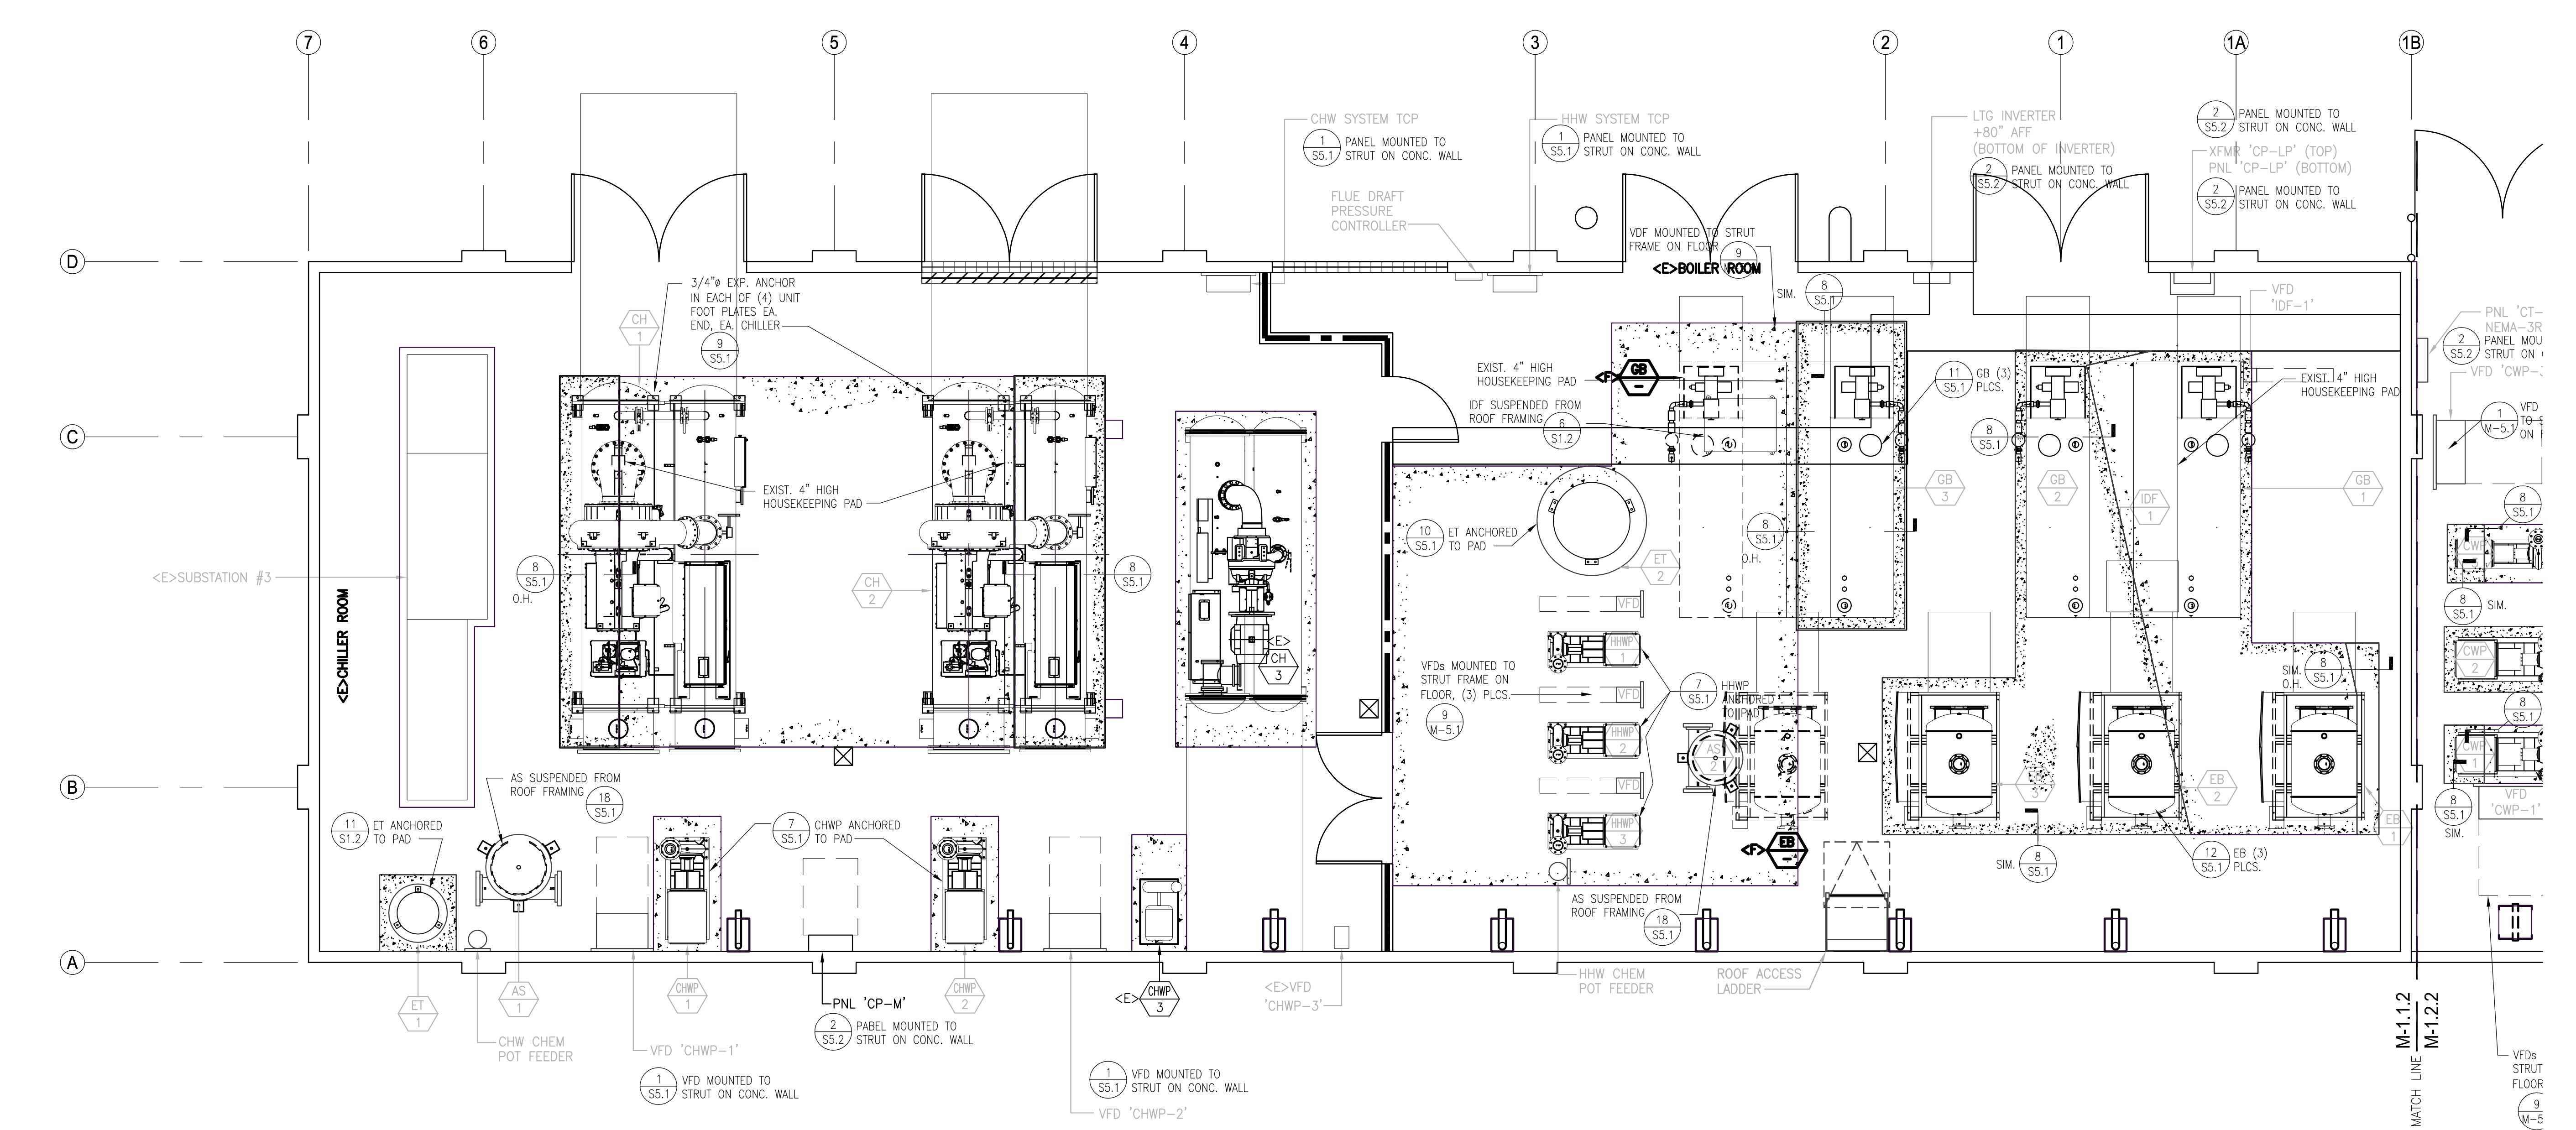 7
6
5
4
3
2
1
1A
1B
D
C
B
A
CHW SYSTEM TCP
1
S5.1
PANEL MOUNTED TO
STRUT ON CONC. WALL
HHW SYSTEM TCP
1
S5.1
PANEL MOUNTED TO
STRUT ON CONC. WALL
FLUE DRAFT
PRESSURE
CONTROLLER
LTG INVERTER
+80" AFF
(BOTTOM OF INVERTER)
2
S5.2
PANEL MOUNTED TO
STRUT ON CONC. WALL
2
S5.2
PANEL MOUNTED TO
STRUT ON CONC. WALL
XFMR 'CP-LP' (TOP)
PNL 'CP-LP' (BOTTOM)
2
S5.2
PANEL MOUNTED TO
STRUT ON CONC. WALL
VDF MOUNTED TO STRUT
FRAME ON FLOOR
9
<E>BOILER ROOM
SIM.
8
S5.1
VFD
'IDF-1'
3/4"ø EXP. ANCHOR
IN EACH OF (4) UNIT
FOOT PLATES EA.
END, EA. CHILLER
9
S5.1
CH
1
EXIST. 4" HIGH
HOUSEKEEPING PAD
EXIST. 4" HIGH
HOUSEKEEPING PAD
<F>
GB
-
IDF SUSPENDED FROM
ROOF FRAMING
6
S1.2
11
S5.1
GB (3)
PLCS.
EXIST. 4" HIGH
HOUSEKEEPING PAD
8
S5.1
GB
3
GB
2
IDF
1
GB
1
PNL 'CT-
NEMA-3R
2
S5.2
PANEL MOU
STRUT ON
VFD 'CWP-3
1
M-5.1
VFD
TO S
ON
8
S5.1
10
S5.1
ET ANCHORED
TO PAD
ET
2
8
S5.1
O.H.
<E>SUBSTATION #3
<E>CHILLER ROOM
8
S5.1
O.H.
CH
2
8
S5.1
<E>
CH
3
VFD
HHWP
1
VFD
HHWP
2
VFD
HHWP
3
VFDs MOUNTED TO
STRUT FRAME ON
FLOOR, (3) PLCS.
9
M-5.1
7
S5.1
HHWP
ANCHORED
TO PAD
AS
2
SIM.
O.H.
8
S5.1
CWP
8
S5.1
SIM.
CWP
2
8
S5.1
CWP
1
8
S5.1
SIM.
VFD
'CWP-1'
3
EB
2
EB
1
<F>
EB
-
SIM.
8
S5.1
12
S5.1
EB (3)
PLCS.
AS SUSPENDED FROM
ROOF FRAMING
18
S5.1
11
S1.2
ET ANCHORED
TO PAD
7
S5.1
CHWP ANCHORED
TO PAD
AS SUSPENDED FROM
ROOF FRAMING
18
S5.1
ET
1
AS
1
CHW CHEM
POT FEEDER
CHWP
1
VFD 'CHWP-1'
1
S5.1
VFD MOUNTED TO
STRUT ON CONC. WALL
PNL 'CP-M'
2
S5.2
PABEL MOUNTED TO
STRUT ON CONC. WALL
CHWP
2
<E>
CHWP
3
1
S5.1
VFD MOUNTED TO
STRUT ON CONC. WALL
VFD 'CHWP-2'
<E>VFD
'CHWP-3'
HHW CHEM
POT FEEDER
ROOF ACCESS
LADDER
M-1.1.2
M-1.2.2
MATCH LINE
VFDs
STRUT
FLOOR
9
M-5